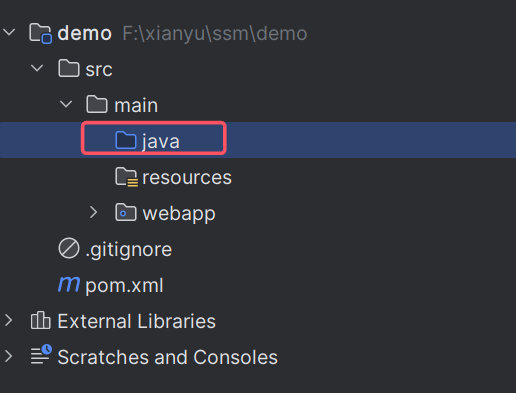 demo F:\xianyu\ssm\demo
src
main
java
resources
webapp
.gitignore
pom.xml
External Libraries
Scratches and Consoles